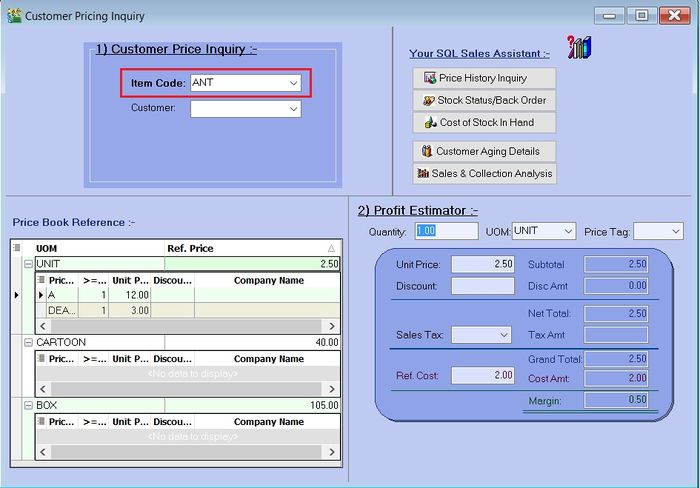 Customer Pricing Inquiry
1) Customer Price Inquiry :-
Item Code: ANT
Customer:
Your SQL Sales Assistant :-
Price History Inquiry
Stock Status/Back Order
Cost of Stock In Hand
Customer Aging Details
Sales & Collection Analysis
Price Book Reference :-
UOM Ref. Price
UNIT 2.50
Pric... >=... Unit P... Discou... Company Name
A 1 12.00
DEA... 1 3.00
CARTOON 40.00
Pric... >=... Unit P... Discou... Company Name
<No data to display>
BOX 105.00
Pric... >=... Unit P... Discou... Company Name
<No data to display>
2) Profit Estimator :-
Quantity: 1.00 UOM: UNIT Price Tag:
Unit Price: 2.50 Subtotal 2.50
Discount: Disc Amt 0.00
Net Total: 2.50
Sales Tax: Tax Amt
Grand Total: 2.50
Ref. Cost: 2.00 Cost Amt: 2.00
Margin: 0.50